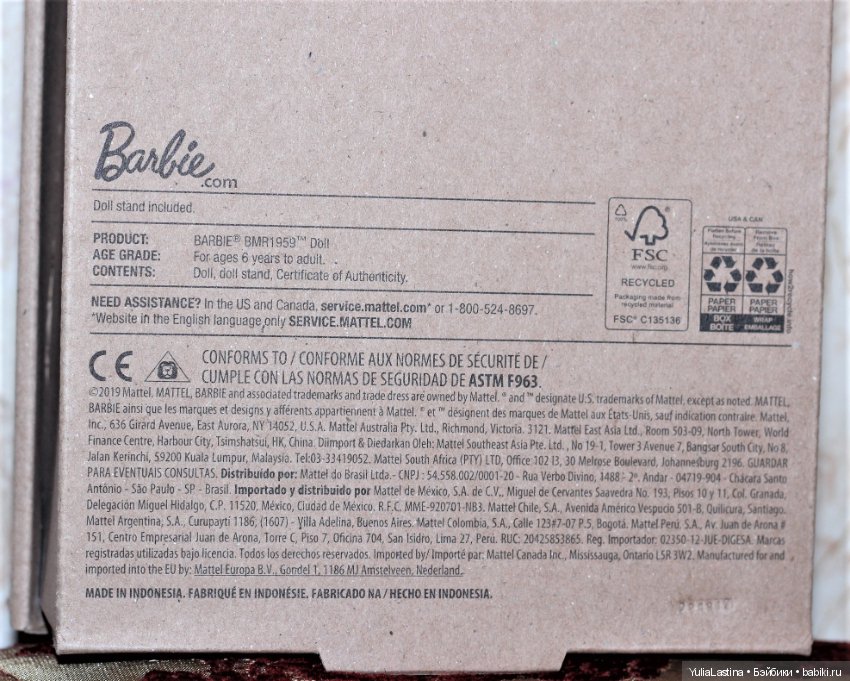 Barbie
.com
Doll stand included.
PRODUCT: BARBIE® BMR1959™ Doll
AGE GRADE: For ages 6 years to adult.
CONTENTS: Doll, doll stand, Certificate of Authenticity.
NEED ASSISTANCE? In the US and Canada, service.mattel.com* or 1-800-524-8697.
*Website in the English language only SERVICE.MATTEL.COM
100%
FSC
www.fsc.org
RECYCLED
Packaging made from
recycled material
FSC® C135136
USA & CAN
Flatten Before
Recycling
Remove
From Box
PAPER PAPER
PAPIER PAPIER
BOX WRAP
BOITE EMBALLAGE
how2recycle.info
CE CONFORMS TO / CONFORME AUX NORMES DE SÉCURITÉ DE /
CUMPLE CON LAS NORMAS DE SEGURIDAD DE ASTM F963.
©2019 Mattel. MATTEL, BARBIE and associated trademarks and trade dress are owned by Mattel. ® and ™ designate U.S. trademarks of Mattel, except as noted. MATTEL,
BARBIE ainsi que les marques et designs y afférents appartiennent à Mattel. ® et ™ désignent des marques de Mattel aux États-Unis, sauf indication contraire. Mattel,
Inc., 636 Girard Avenue, East Aurora, NY 14052, U.S.A. Mattel Australia Pty. Ltd., Richmond, Victoria. 3121. Mattel East Asia Ltd., Room 503-09, North Tower, World
Finance Centre, Harbour City, Tsimshatsui, HK, China. Diimport & Diedarkan Oleh: Mattel Southeast Asia Pte. Ltd., No 19-1, Tower 3 Avenue 7, Bangsar South City, No 8,
Jalan Kerinchi, 59200 Kuala Lumpur, Malaysia. Tel:03-33419052. Mattel South Africa (PTY) LTD, Office 102 I3, 30 Melrose Boulevard, Johannesburg 2196. GUARDAR
PARA EVENTUAIS CONSULTAS. Distribuído por: Mattel do Brasil Ltda.- CNPJ : 54.558.002/0001-20 - Rua Verbo Divino, 1488 - 2º. Andar - 04719-904 - Chácara Santo
Antônio - São Paulo - SP - Brasil. Importado y distribuido por Mattel de México, S.A. de C.V., Miguel de Cervantes Saavedra No. 193, Pisos 10 y 11, Col. Granada,
Delegación Miguel Hidalgo, C.P. 11520, México, Ciudad de México. R.F.C. MME-920701-NB3. Mattel Chile, S.A., Avenida Américo Vespucio 501-B, Quilicura, Santiago.
Mattel Argentina, S.A., Curupaytí 1186, (1607) - Villa Adelina, Buenos Aires. Mattel Colombia, S.A., Calle 123#7-07 P.5, Bogotá. Mattel Perú, S.A., Av. Juan de Arona #
151, Centro Empresarial Juan de Arona, Torre C, Piso 7, Oficina 704, San Isidro, Lima 27, Perú. RUC: 20425853865. Reg. Importador: 02350-12-JUE-DIGESA. Marcas
registradas utilizadas bajo licencia. Todos los derechos reservados. Imported by/ Importé par: Mattel Canada Inc., Mississauga, Ontario L5R 3W2. Manufactured for and
imported into the EU by: Mattel Europa B.V., Gondel 1, 1186 MJ Amstelveen, Nederland.
MADE IN INDONESIA. FABRIQUÉ EN INDONÉSIE. FABRICADO NA / HECHO EN INDONESIA.
YuliaLastina • Бэйбики • babiki.ru